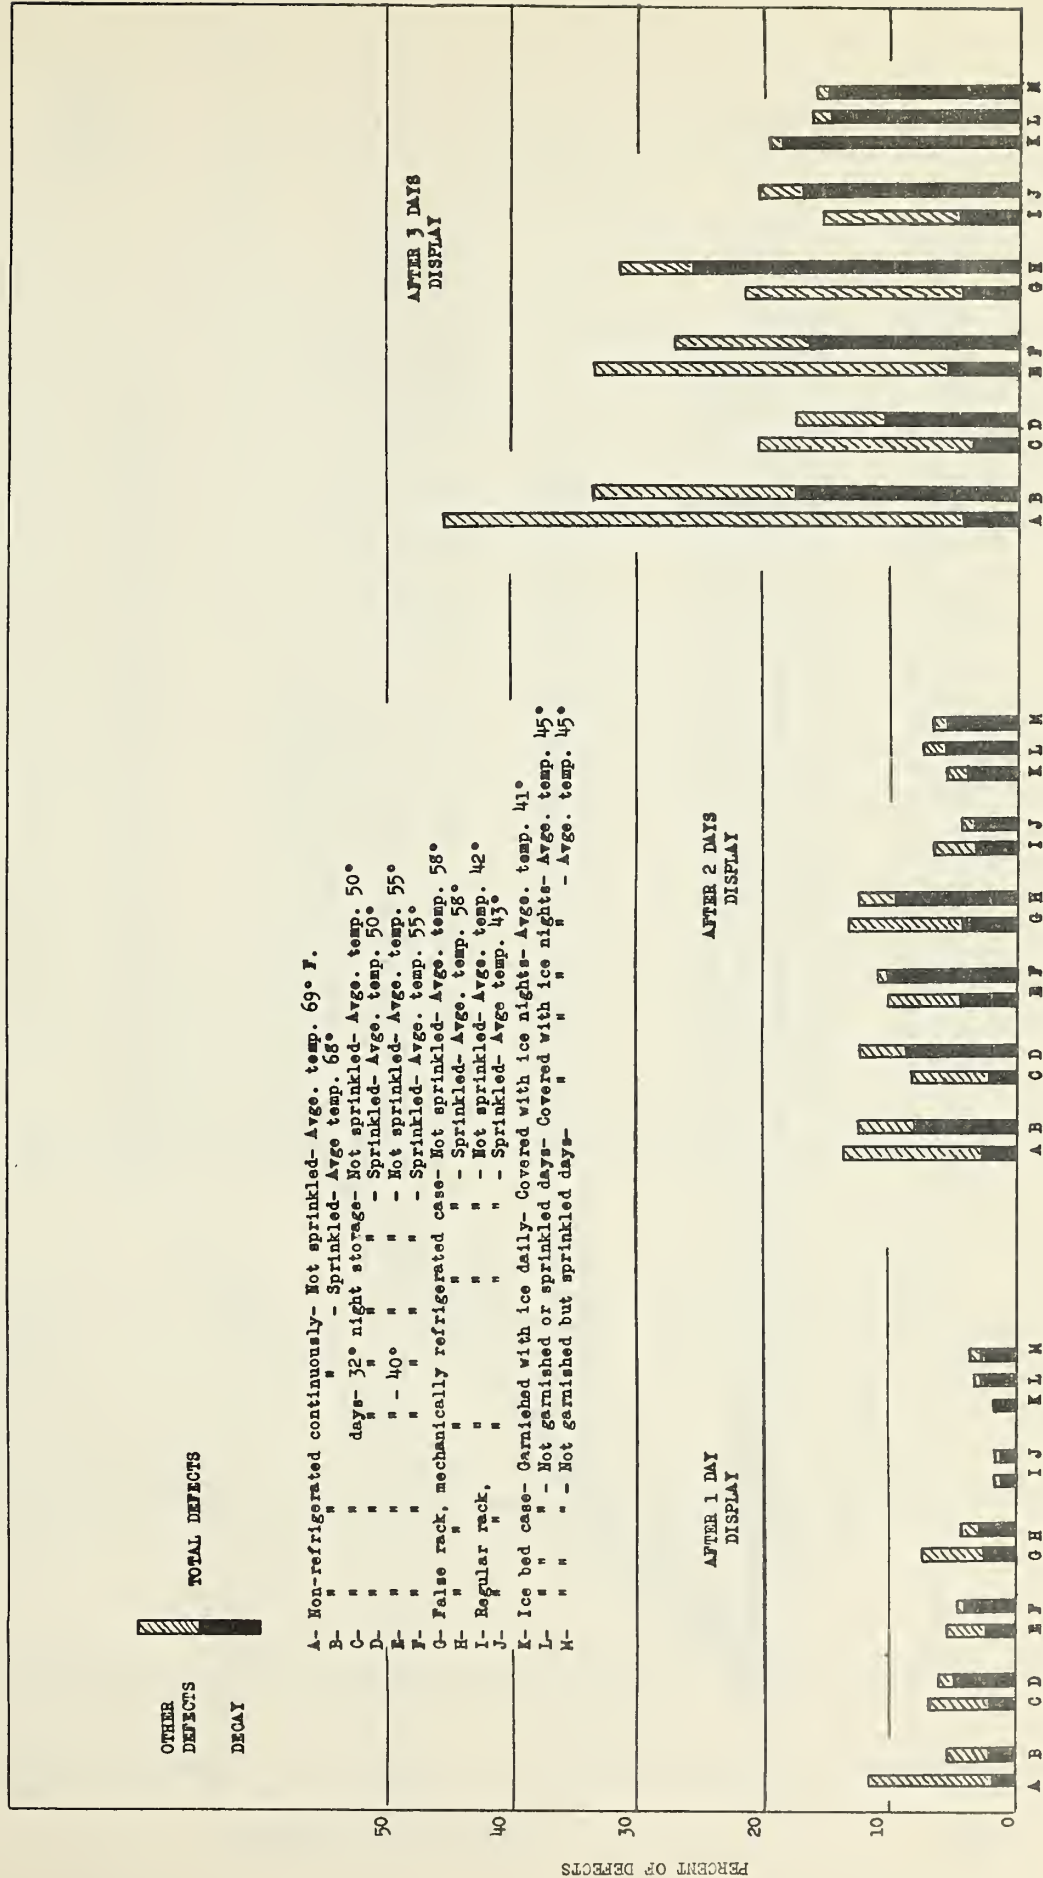 OTHER
DEFECTS
DECAY
TOTAL DEFECTS
A- Non-refrigerated continuously- Not sprinkled- Avge. temp. 69° F.
B- " " " - Sprinkled- Avge temp. 68°
C- " " days- 32° night storage- Not sprinkled- Avge. temp. 50°
D- " " " " " - Sprinkled- Avge. temp. 50°
E- " " " - 40° " " - Not sprinkled- Avge. temp. 55°
F- " " " " " - Sprinkled- Avge. temp. 55°
G- False rack, mechanically refrigerated case- Not sprinkled- Avge. temp. 58°
H- " " " " " - Sprinkled- Avge. temp. 58°
I- Regular rack, " " " - Not sprinkled- Avge. temp. 42°
J- " " " " " - Sprinkled- Avge temp. 43°
K- Ice bed case- Garnished with ice daily- Covered with ice nights- Avge. temp. 41°
L- " " " - Not garnished or sprinkled days- Covered with ice nights- Avge. temp. 45°
M- " " " - Not garnished but sprinkled days- " " " " - Avge. temp. 45°
PERCENT OF DEFECTS
50
40
30
20
10
0
AFTER 1 DAY
DISPLAY
AFTER 2 DAYS
DISPLAY
AFTER 3 DAYS
DISPLAY
A B C D E F G H I J K L M A B C D E F G H I J K L M A B C D E F G H I J K L M